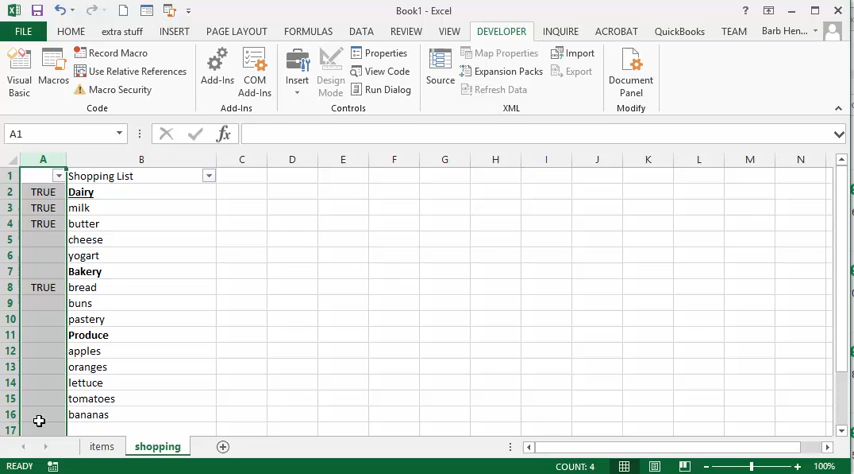 Book1 - Excel
FILE HOME extra stuff INSERT PAGE LAYOUT FORMULAS DATA REVIEW VIEW DEVELOPER INQUIRE ACROBAT QuickBooks TEAM Barb Hen...
Visual Basic
Macros
Record Macro
Use Relative References
Macro Security
Code
Add-Ins
COM Add-Ins
Add-Ins
Insert
Design Mode
Properties
View Code
Run Dialog
Controls
Source
Map Properties
Expansion Packs
Refresh Data
Import
Export
XML
Document Panel
Modify
A1 fx
A B C D E F G H I J K L M N
1 Shopping List
2 TRUE Dairy
3 TRUE milk
4 TRUE butter
5 cheese
6 yogart
7 Bakery
8 TRUE bread
9 buns
10 pastery
11 Produce
12 apples
13 oranges
14 lettuce
15 tomatoes
16 bananas
17
items shopping
READY COUNT: 4 100%